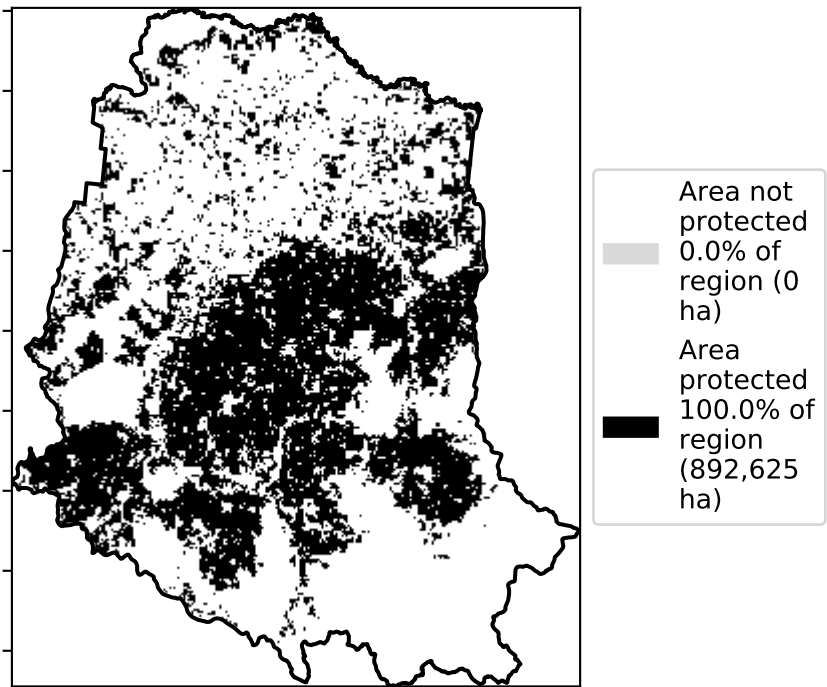 Area not
protected
0.0% of
region (0
ha)
Area
protected
100.0% of
region
(892,625
ha)